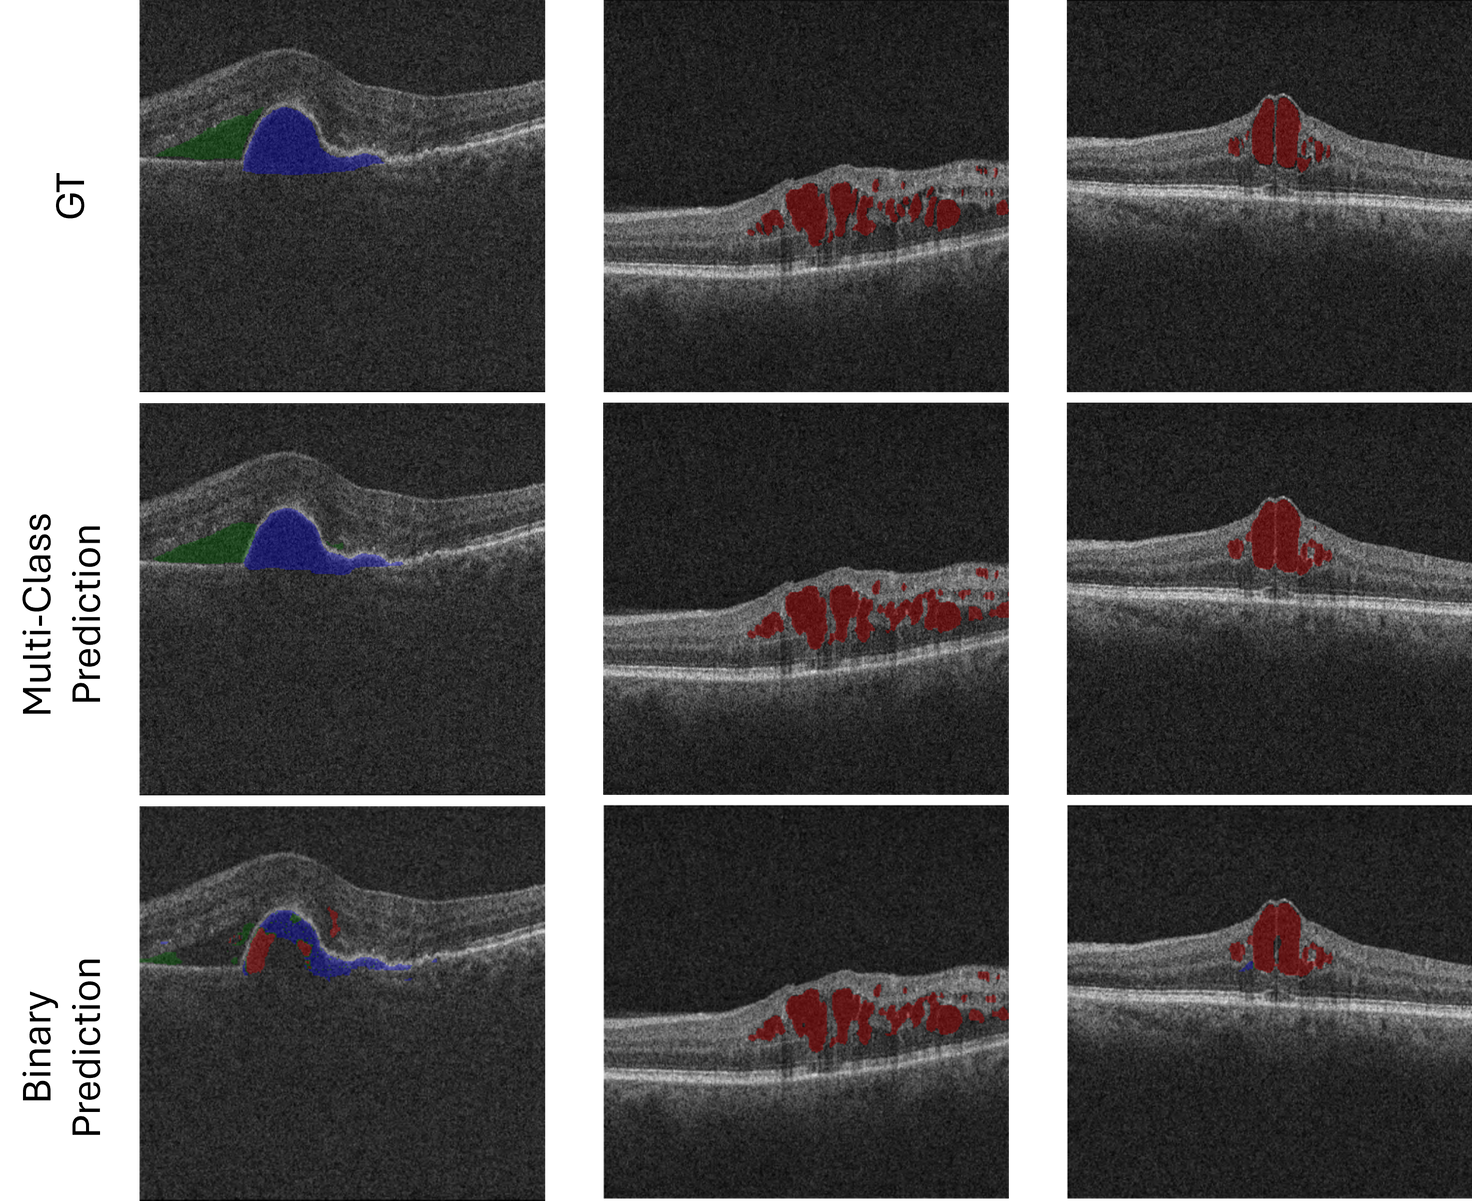 GT
Multi-Class
Prediction
Binary
Prediction